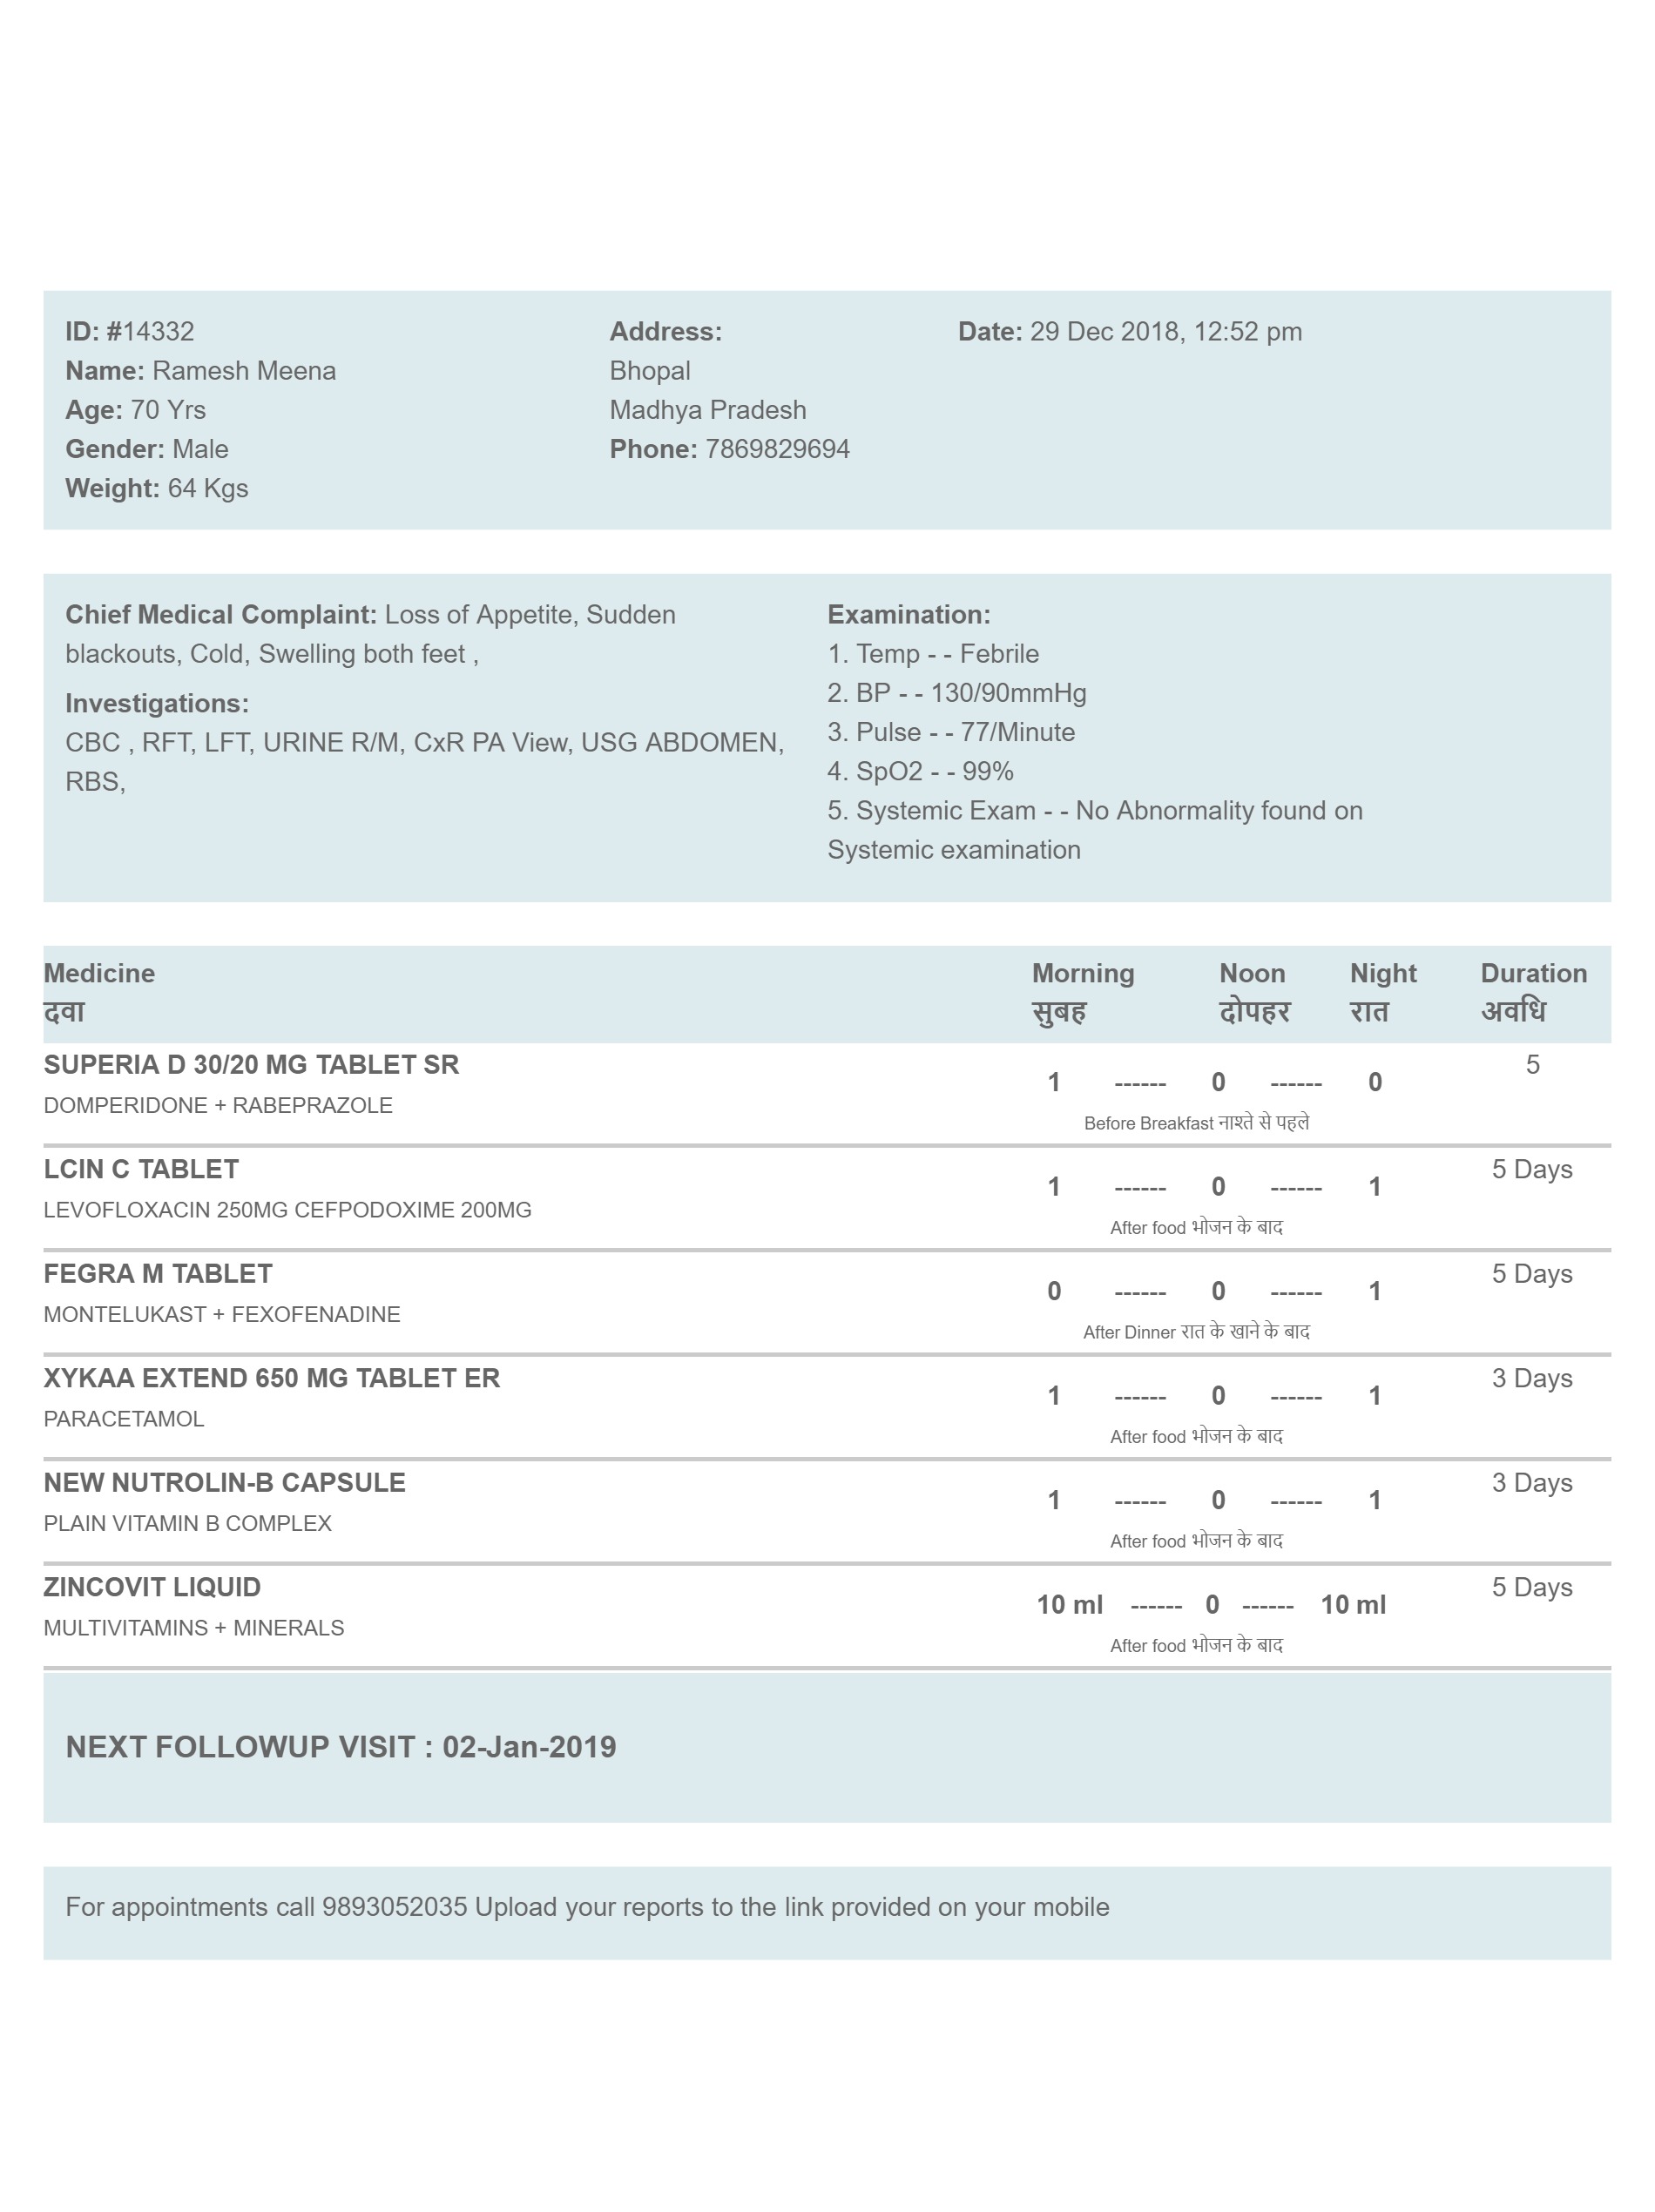 ID: #14332
Name: Ramesh Meena
Age: 70 Yrs
Gender: Male
Weight: 64 Kgs
Address:
Bhopal
Madhya Pradesh
Phone: 7869829694
Date: 29 Dec 2018, 12:52 pm
Chief Medical Complaint: Loss of Appetite, Sudden
blackouts, Cold, Swelling both feet ,
Investigations:
CBC , RFT, LFT, URINE R/M, CxR PA View, USG ABDOMEN,
RBS,
Examination:
1. Temp - - Febrile
2. BP - - 130/90mmHg
3. Pulse - - 77/Minute
4. SpO2 - - 99%
5. Systemic Exam - - No Abnormality found on
Systemic examination
Medicine Morning Noon Night Duration
दवा सुबह दोपहर रात अवधि
SUPERIA D 30/20 MG TABLET SR 5
1 ------ 0 ------ 0
DOMPERIDONE + RABEPRAZOLE
Before Breakfast नाश्ते से पहले
LCIN C TABLET 5 Days
1 ------ 0 ------ 1
LEVOFLOXACIN 250MG CEFPODOXIME 200MG
After food भोजन के बाद
FEGRA M TABLET 5 Days
0 ------ 0 ------ 1
MONTELUKAST + FEXOFENADINE
After Dinner रात के खाने के बाद
XYKAA EXTEND 650 MG TABLET ER 3 Days
1 ------ 0 ------ 1
PARACETAMOL
After food भोजन के बाद
NEW NUTROLIN-B CAPSULE 3 Days
1 ------ 0 ------ 1
PLAIN VITAMIN B COMPLEX
After food भोजन के बाद
ZINCOVIT LIQUID 5 Days
10 ml ------ 0 ------ 10 ml
MULTIVITAMINS + MINERALS
After food भोजन के बाद
NEXT FOLLOWUP VISIT : 02-Jan-2019
For appointments call 9893052035 Upload your reports to the link provided on your mobile